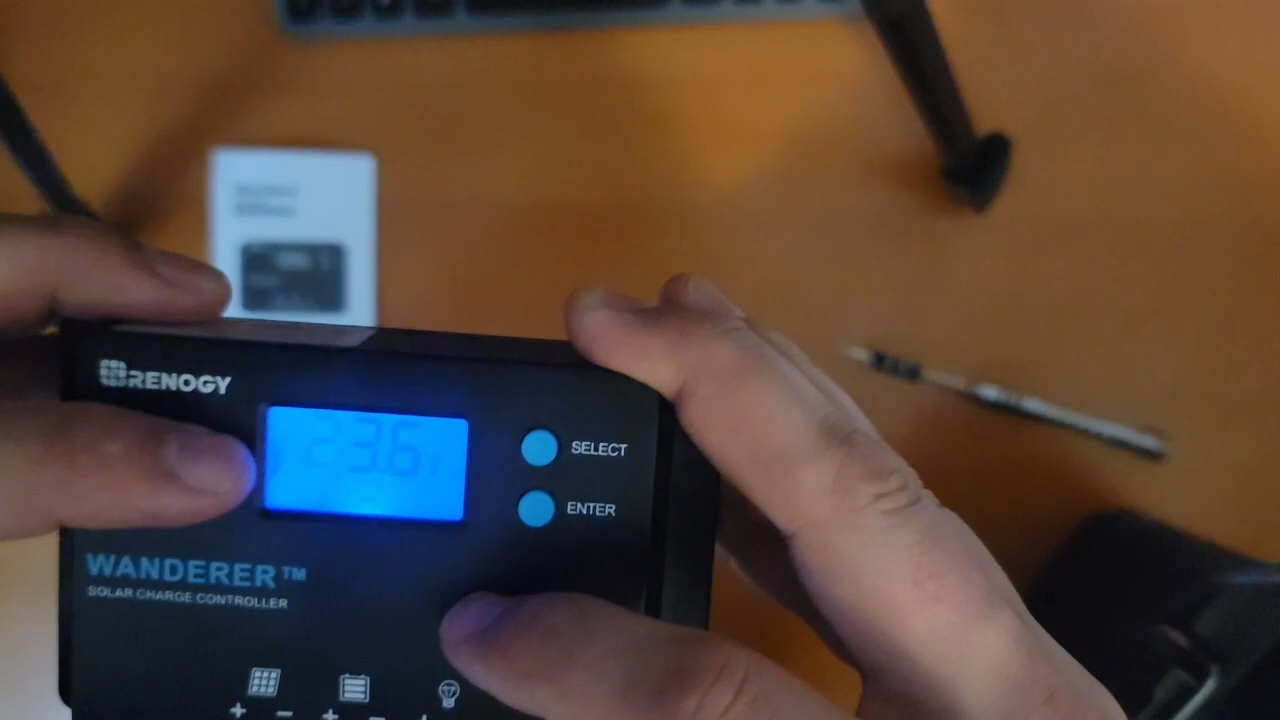 RENOGY
23.6
SELECT
ENTER
WANDERER™
SOLAR CHARGE CONTROLLER
+ − + − +